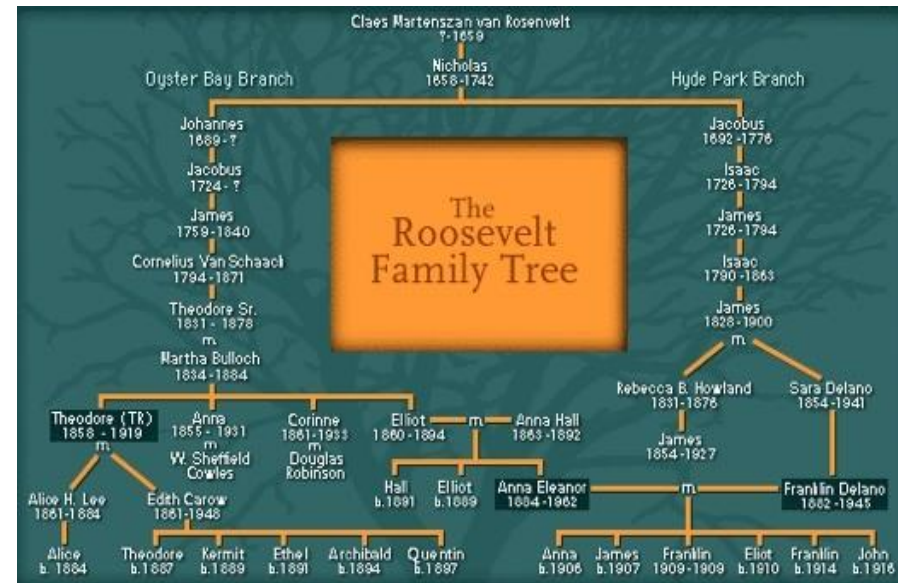 Claes Martenszan van Rosenvelt
?-1659
Nicholas
1658-1742
Oyster Bay Branch
Hyde Park Branch
Johannes
1689-?
Jacobus
1724-?
James
1759-1840
Cornelius Van Schaack
1794-1871
Theodore Sr.
1831-1878
m.
Martha Bulloch
1834-1884
The
Roosevelt
Family Tree
Jacobus
1692-1776
Isaac
1726-1794
James
1726-1794
Isaac
1790-1863
James
1828-1900
m.
Rebecca B. Howland
1831-1876
James
1854-1927
Sara Delano
1854-1941
Theodore (TR)
1858-1919
m.
Anna
1855-1931
m
W. Sheffield
Cowles
Corinne
1861-1933
m
Douglas
Robinson
Elliot
1860-1894
m.
Anna Hall
1863-1892
Alice H. Lee
1861-1884
Edith Carow
1861-1948
Hall
b.1891
Elliot
b.1889
Anna Eleanor
1884-1962
m.
Franklin Delano
1882-1945
Alice
b. 1884
Theodore
b.1887
Kermit
b.1889
Ethel
b.1891
Archibald
b.1894
Quentin
b.1897
Anna
b.1906
James
b.1907
Franklin
1909-1909
Eliot
b.1910
Franklin
b.1914
John
b.1916